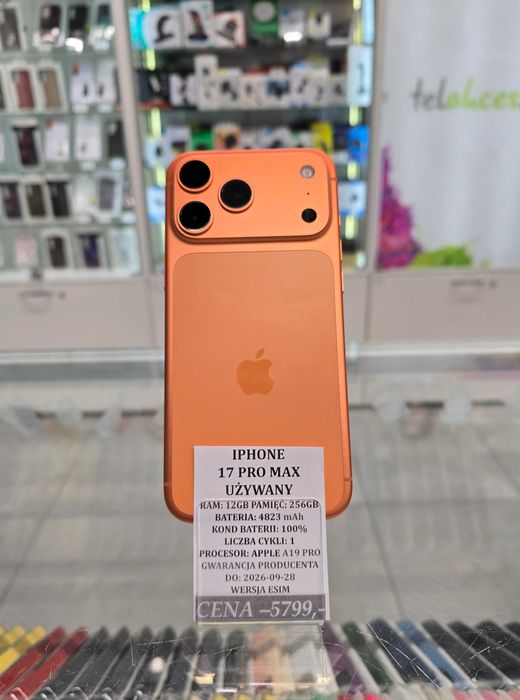 telakces
IPHONE
17 PRO MAX
UŻYWANY
RAM: 12GB PAMIĘĆ: 256GB
BATERIA: 4823 mAh
KOND BATERII: 100%
LICZBA CYKLI: 1
PROCESOR: APPLE A19 PRO
GWARANCJA PRODUCENTA
DO: 2026-09-28
WERSJA ESIM
CENA –5799,-